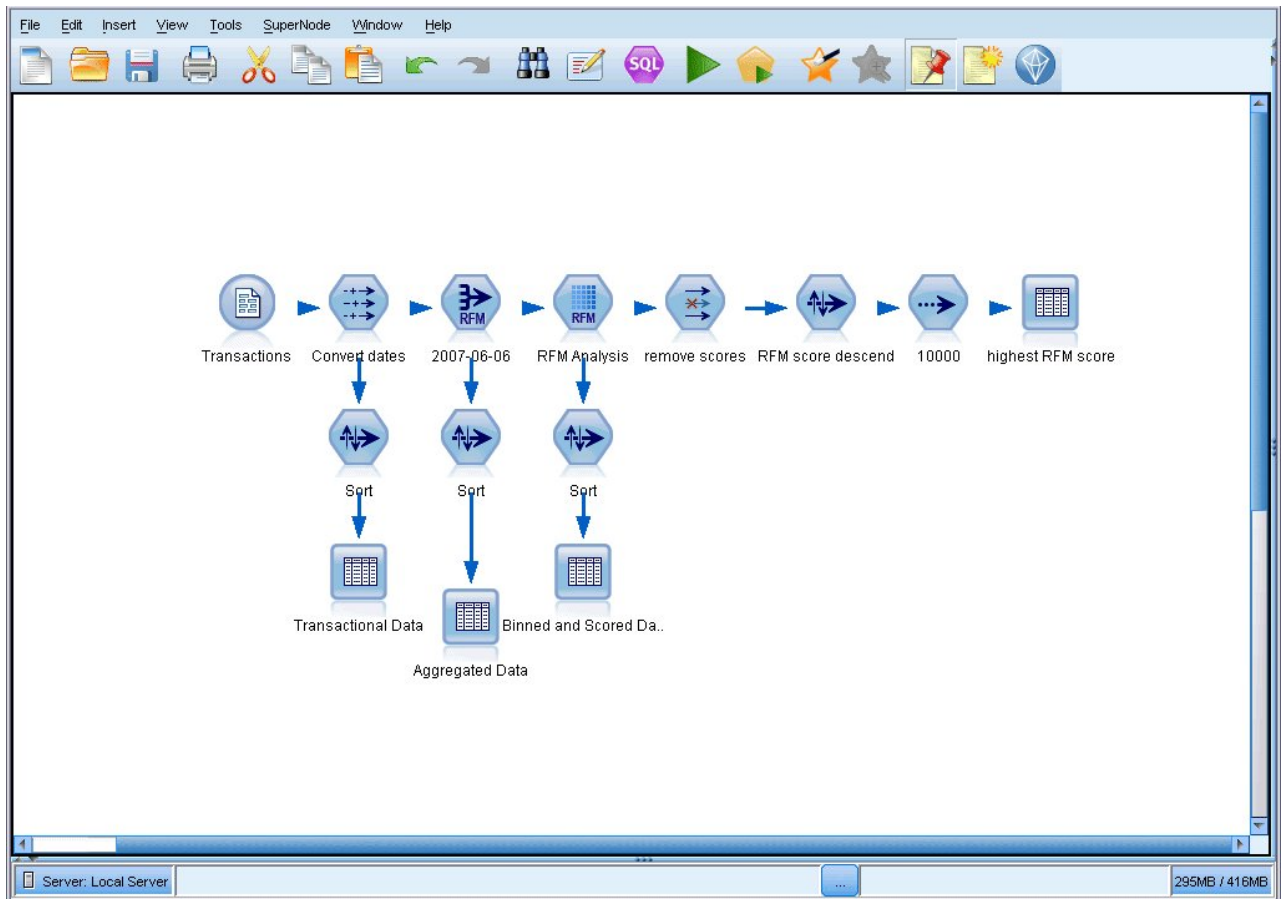 File Edit Insert View Tools SuperNode Window Help
SQL
RFM RFM
Transactions Convert dates 2007-06-06 RFM Analysis remove scores RFM score descend 10000 highest RFM score
Sort Sort Sort
Transactional Data Binned and Scored Da..
Aggregated Data
Server: Local Server ... 295MB / 416MB